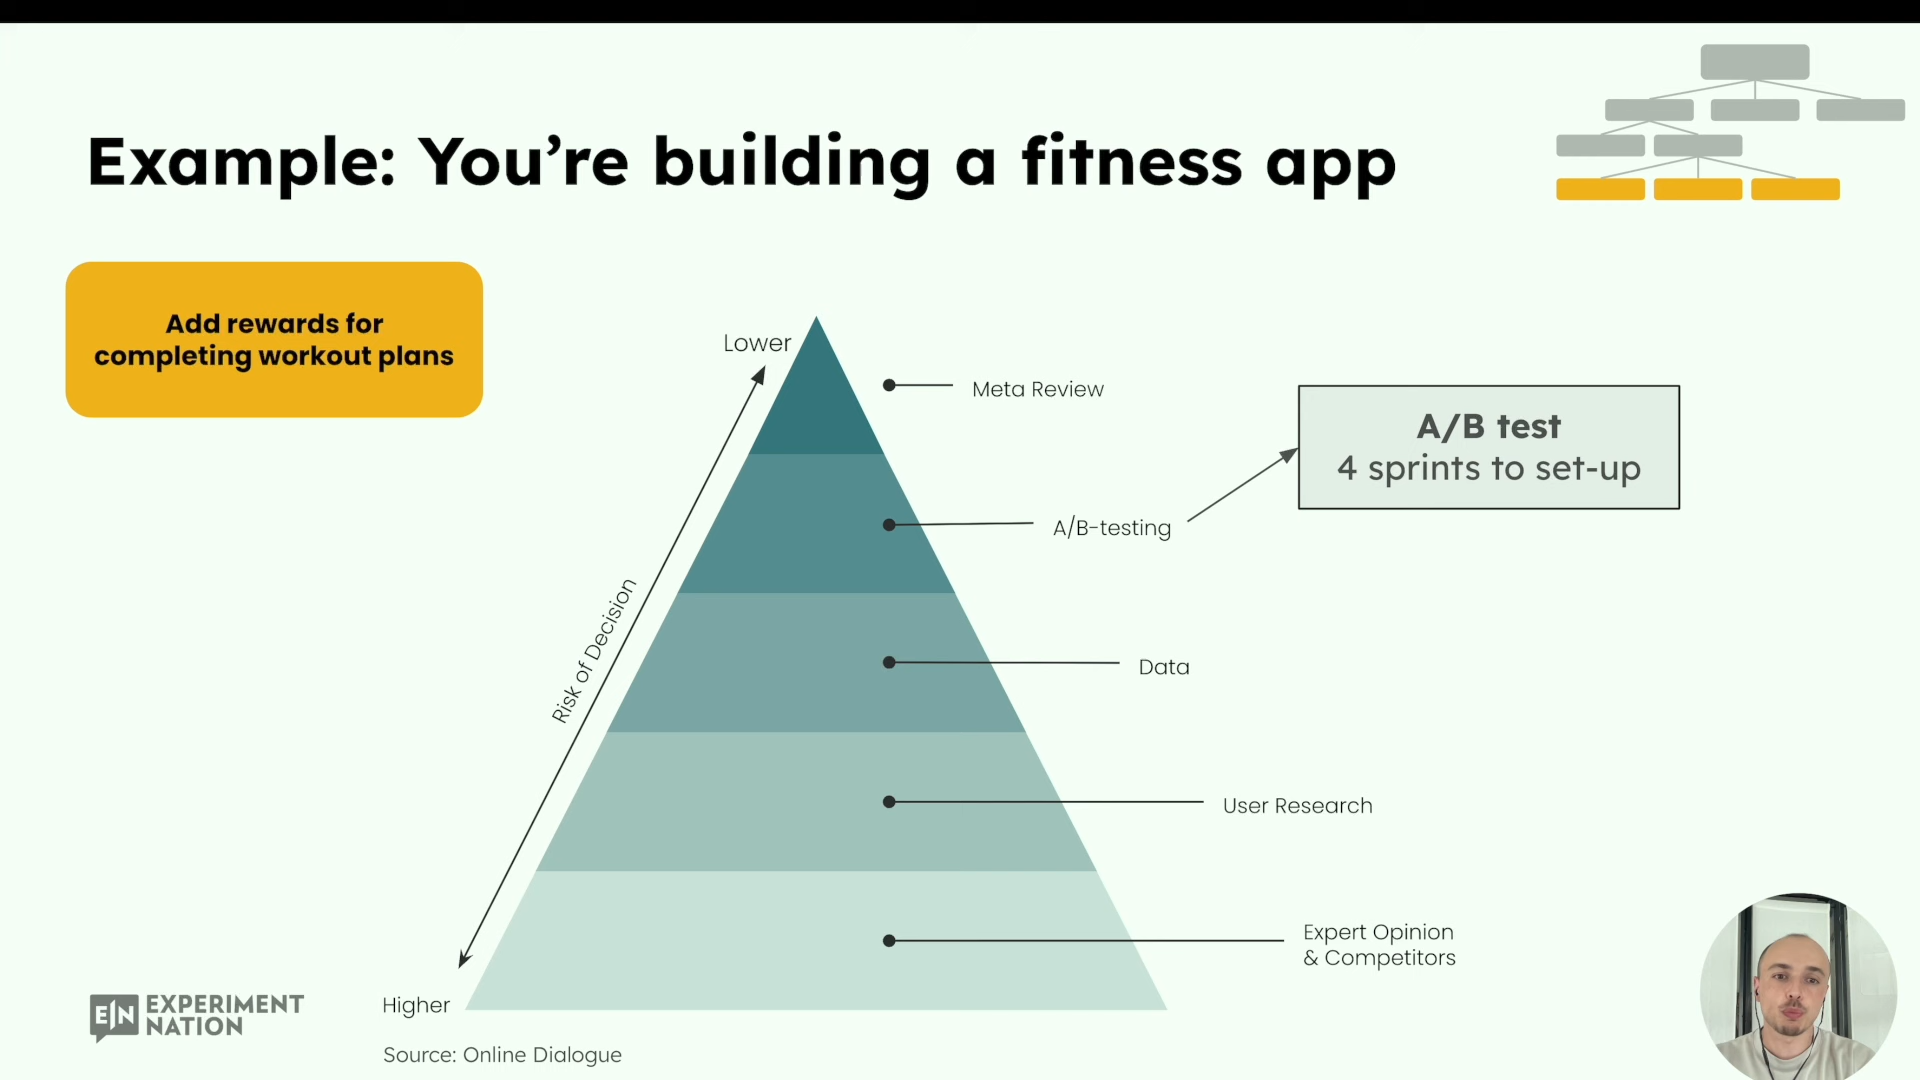 Example: You're building a fitness app
Add rewards for
completing workout plans
Lower
Meta Review
A/B test
4 sprints to set-up
A/B-testing
Risk of Decision
Data
User Research
Expert Opinion
& Competitors
Higher
EN EXPERIMENT
NATION
Source: Online Dialogue